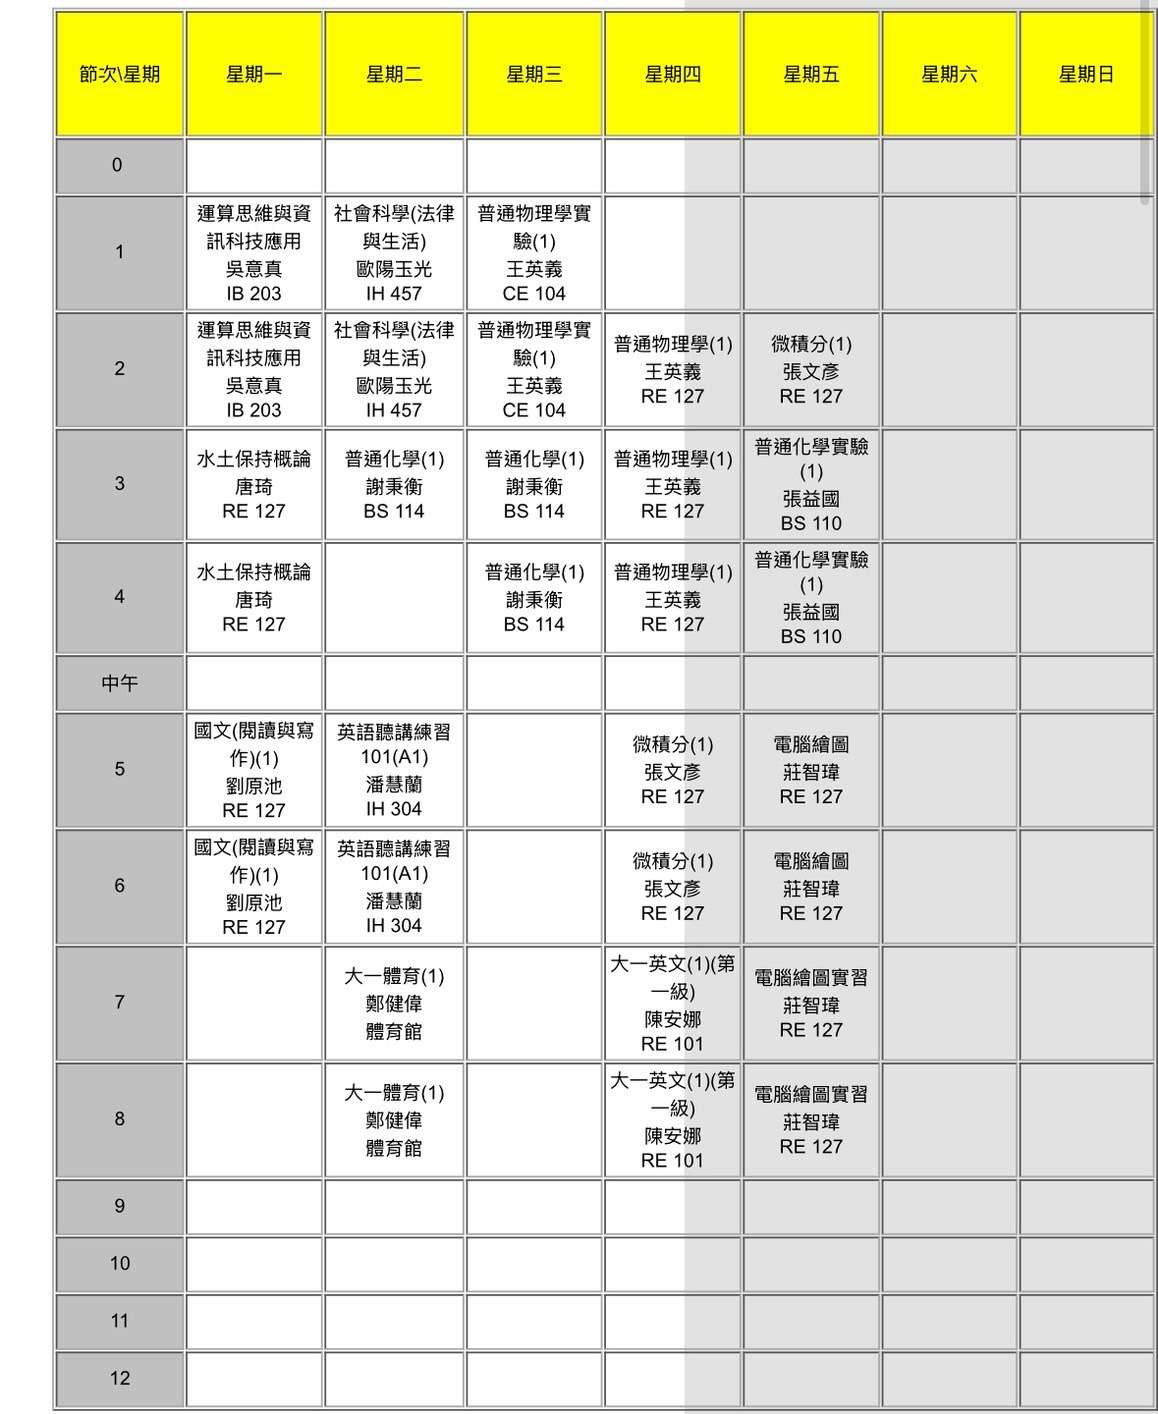 節次\星期
星期一
星期二
星期三
星期四
星期五
星期六
星期日
0
1
運算思維與資
訊科技應用
吳意真
IB 203
社會科學(法律
與生活)
歐陽玉光
IH 457
普通物理學實
驗(1)
王英義
CE 104
2
運算思維與資
訊科技應用
吳意真
IB 203
社會科學(法律
與生活)
歐陽玉光
IH 457
普通物理學實
驗(1)
王英義
CE 104
普通物理學(1)
王英義
RE 127
微積分(1)
張文彥
RE 127
3
水土保持概論
唐琦
RE 127
普通化學(1)
謝秉衡
BS 114
普通化學(1)
謝秉衡
BS 114
普通物理學(1)
王英義
RE 127
普通化學實驗
(1)
張益國
BS 110
4
水土保持概論
唐琦
RE 127
普通化學(1)
謝秉衡
BS 114
普通物理學(1)
王英義
RE 127
普通化學實驗
(1)
張益國
BS 110
中午
5
國文(閱讀與寫
作)(1)
劉原池
RE 127
英語聽講練習
101(A1)
潘慧蘭
IH 304
微積分(1)
張文彥
RE 127
電腦繪圖
莊智瑋
RE 127
6
國文(閱讀與寫
作)(1)
劉原池
RE 127
英語聽講練習
101(A1)
潘慧蘭
IH 304
微積分(1)
張文彥
RE 127
電腦繪圖
莊智瑋
RE 127
7
大一體育(1)
鄭健偉
體育館
大一英文(1)(第
一級)
陳安娜
RE 101
電腦繪圖實習
莊智瑋
RE 127
8
大一體育(1)
鄭健偉
體育館
大一英文(1)(第
一級)
陳安娜
RE 101
電腦繪圖實習
莊智瑋
RE 127
9
10
11
12